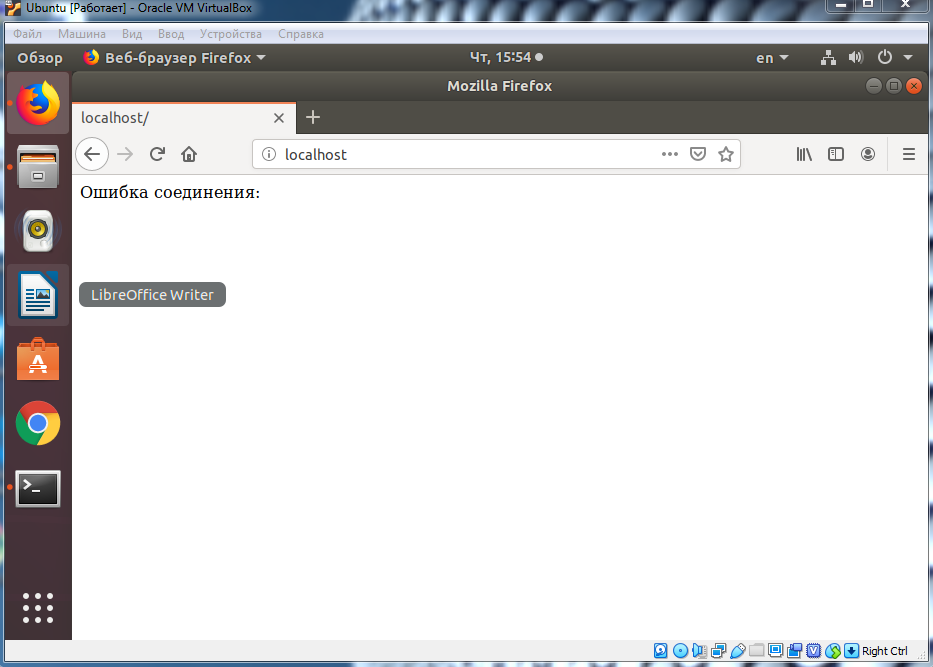 Ubuntu [Работает] - Oracle VM VirtualBox
Файл Машина Вид Ввод Устройства Справка
Обзор Веб-браузер Firefox Чт, 15:54 en
Mozilla Firefox
localhost/
localhost
Ошибка соединения:
LibreOffice Writer
Right Ctrl